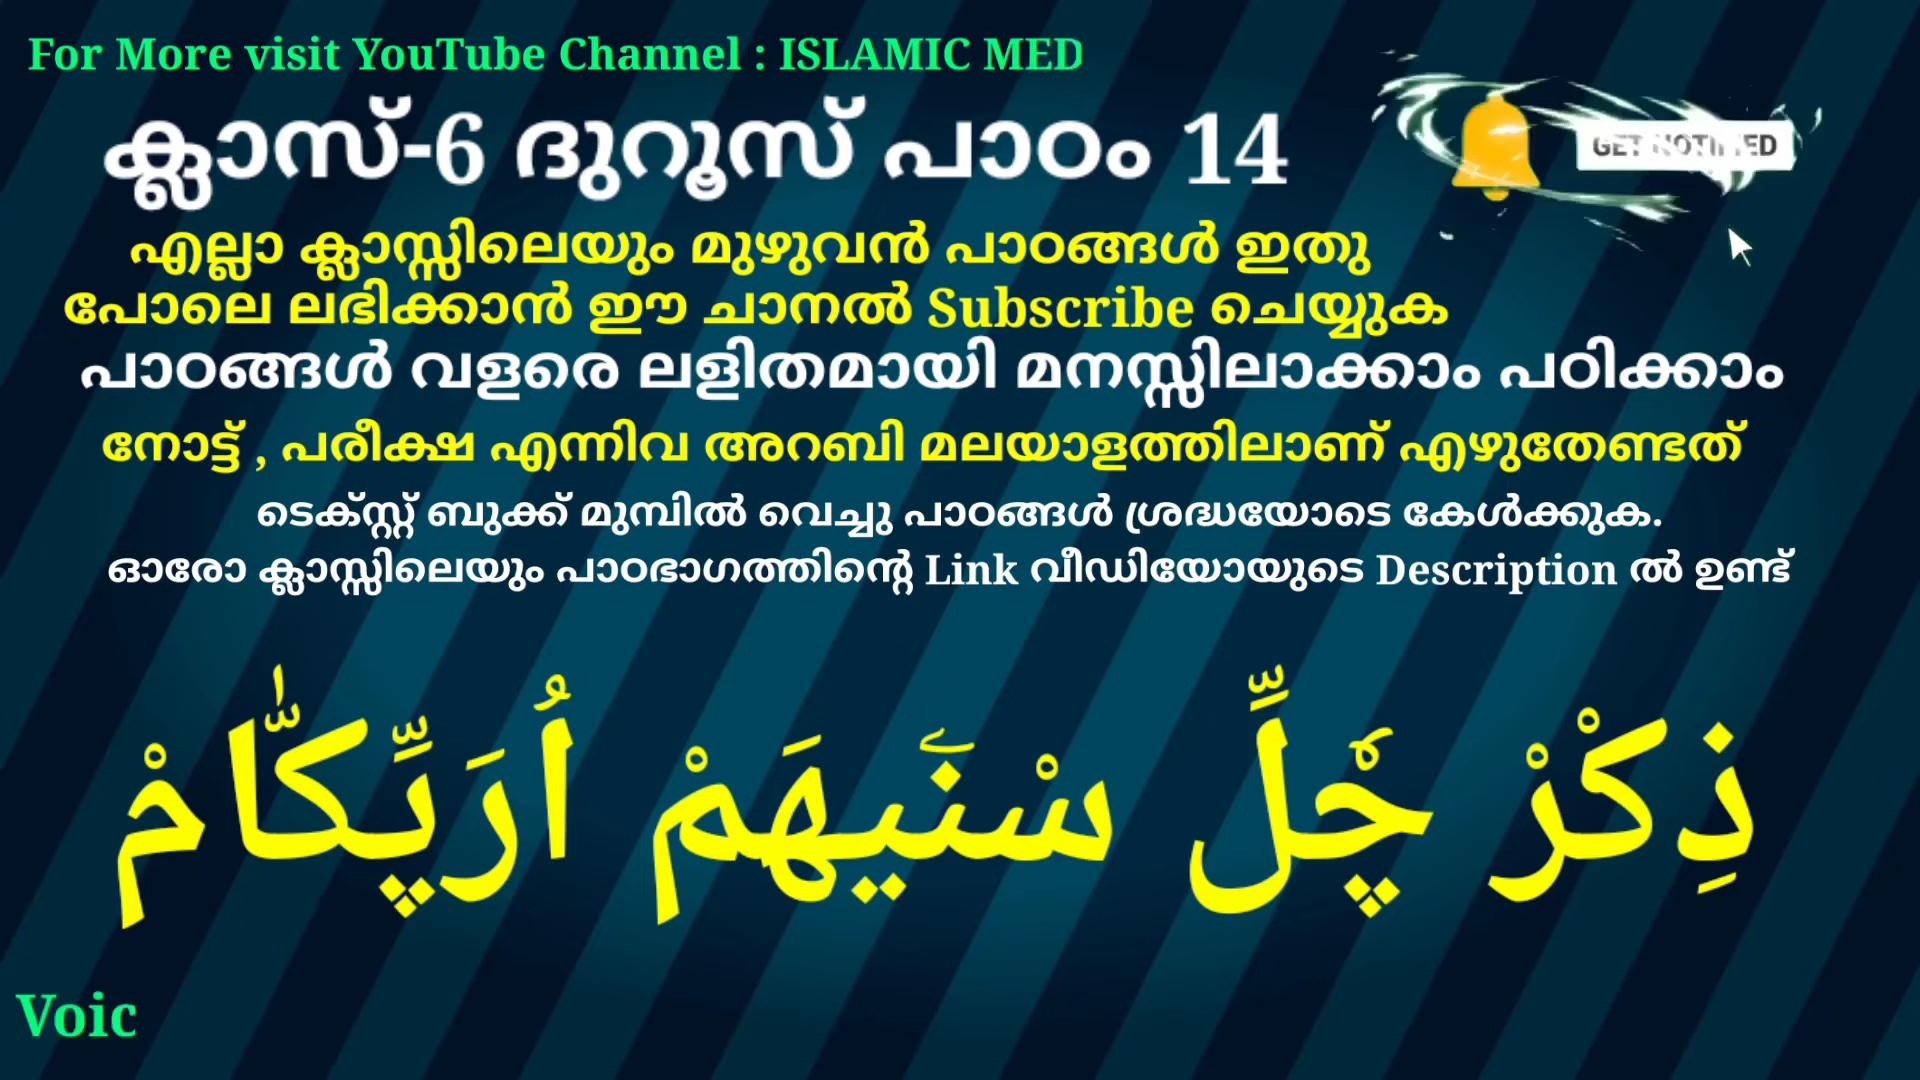 For More visit YouTube Channel : ISLAMIC MED
ക്ലാസ്-6 ദുറൂസ് പാഠം 14
GET NOTIFIED
എല്ലാ ക്ലാസ്സിലെയും മുഴുവൻ പാഠങ്ങൾ ഇതു
പോലെ ലഭിക്കാൻ ഈ ചാനൽ Subscribe ചെയ്യുക
പാഠങ്ങൾ വളരെ ലളിതമായി മനസ്സിലാക്കാം പഠിക്കാം
നോട്ട് , പരീക്ഷ എന്നിവ അറബി മലയാളത്തിലാണ് എഴുതേണ്ടത്
ടെക്സ്റ്റ് ബുക്ക് മുമ്പിൽ വെച്ചു പാഠങ്ങൾ ശ്രദ്ധയോടെ കേൾക്കുക.
ഓരോ ക്ലാസ്സിലെയും പാഠഭാഗത്തിന്റെ Link വീഡിയോയുടെ Description ൽ ഉണ്ട്
ذِكْرْ چٗلِّ سْنَيٖهَمْ أُرَپِّكّٰامْ
Voic